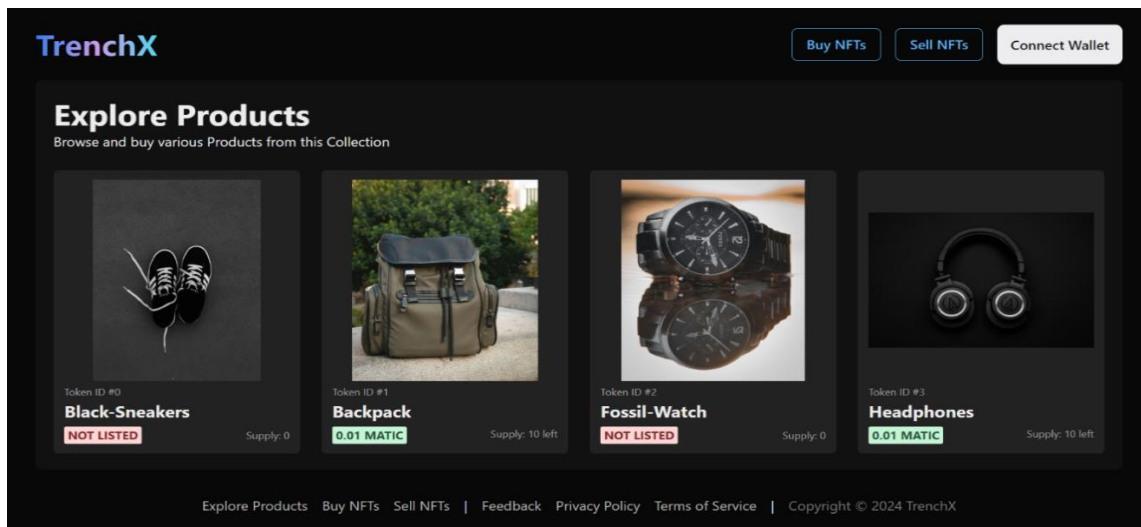 TrenchX
Buy NFTs
Sell NFTs
Connect Wallet
Explore Products
Browse and buy various Products from this Collection
Token ID #0
Black-Sneakers
NOT LISTED
Supply: 0
Token ID #1
Backpack
0.01 MATIC
Supply: 10 left
Token ID #2
Fossil-Watch
NOT LISTED
Supply: 0
Token ID #3
Headphones
0.01 MATIC
Supply: 10 left
Explore Products Buy NFTs Sell NFTs | Feedback Privacy Policy Terms of Service | Copyright © 2024 TrenchX